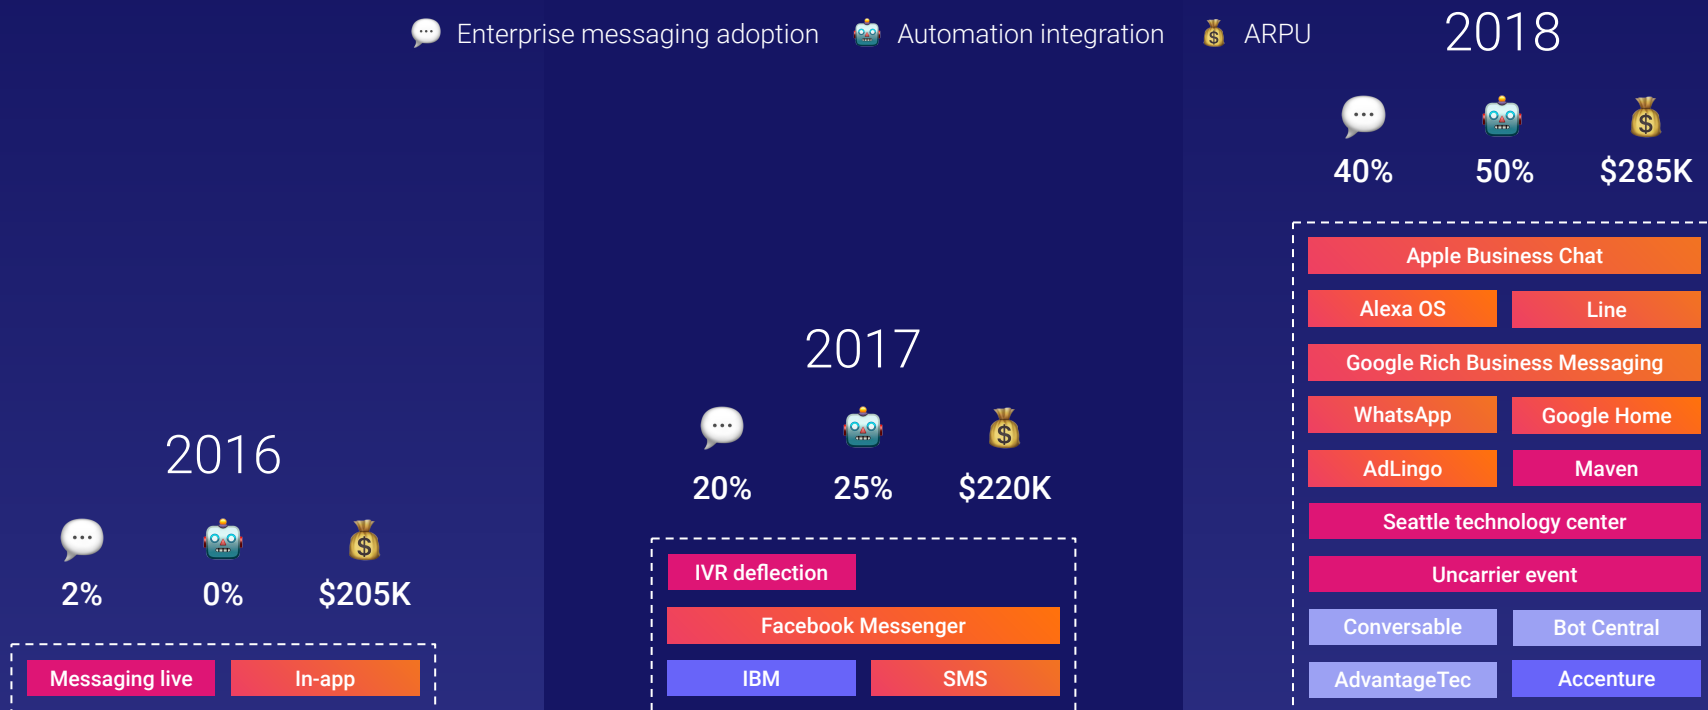 Enterprise messaging adoption Automation integration ARPU
2016
2% 0% $205K
Messaging live In-app
2017
20% 25% $220K
IVR deflection
Facebook Messenger
IBM SMS
2018
40% 50% $285K
Apple Business Chat
Alexa OS Line
Google Rich Business Messaging
WhatsApp Google Home
AdLingo Maven
Seattle technology center
Uncarrier event
Conversable Bot Central
AdvantageTec Accenture